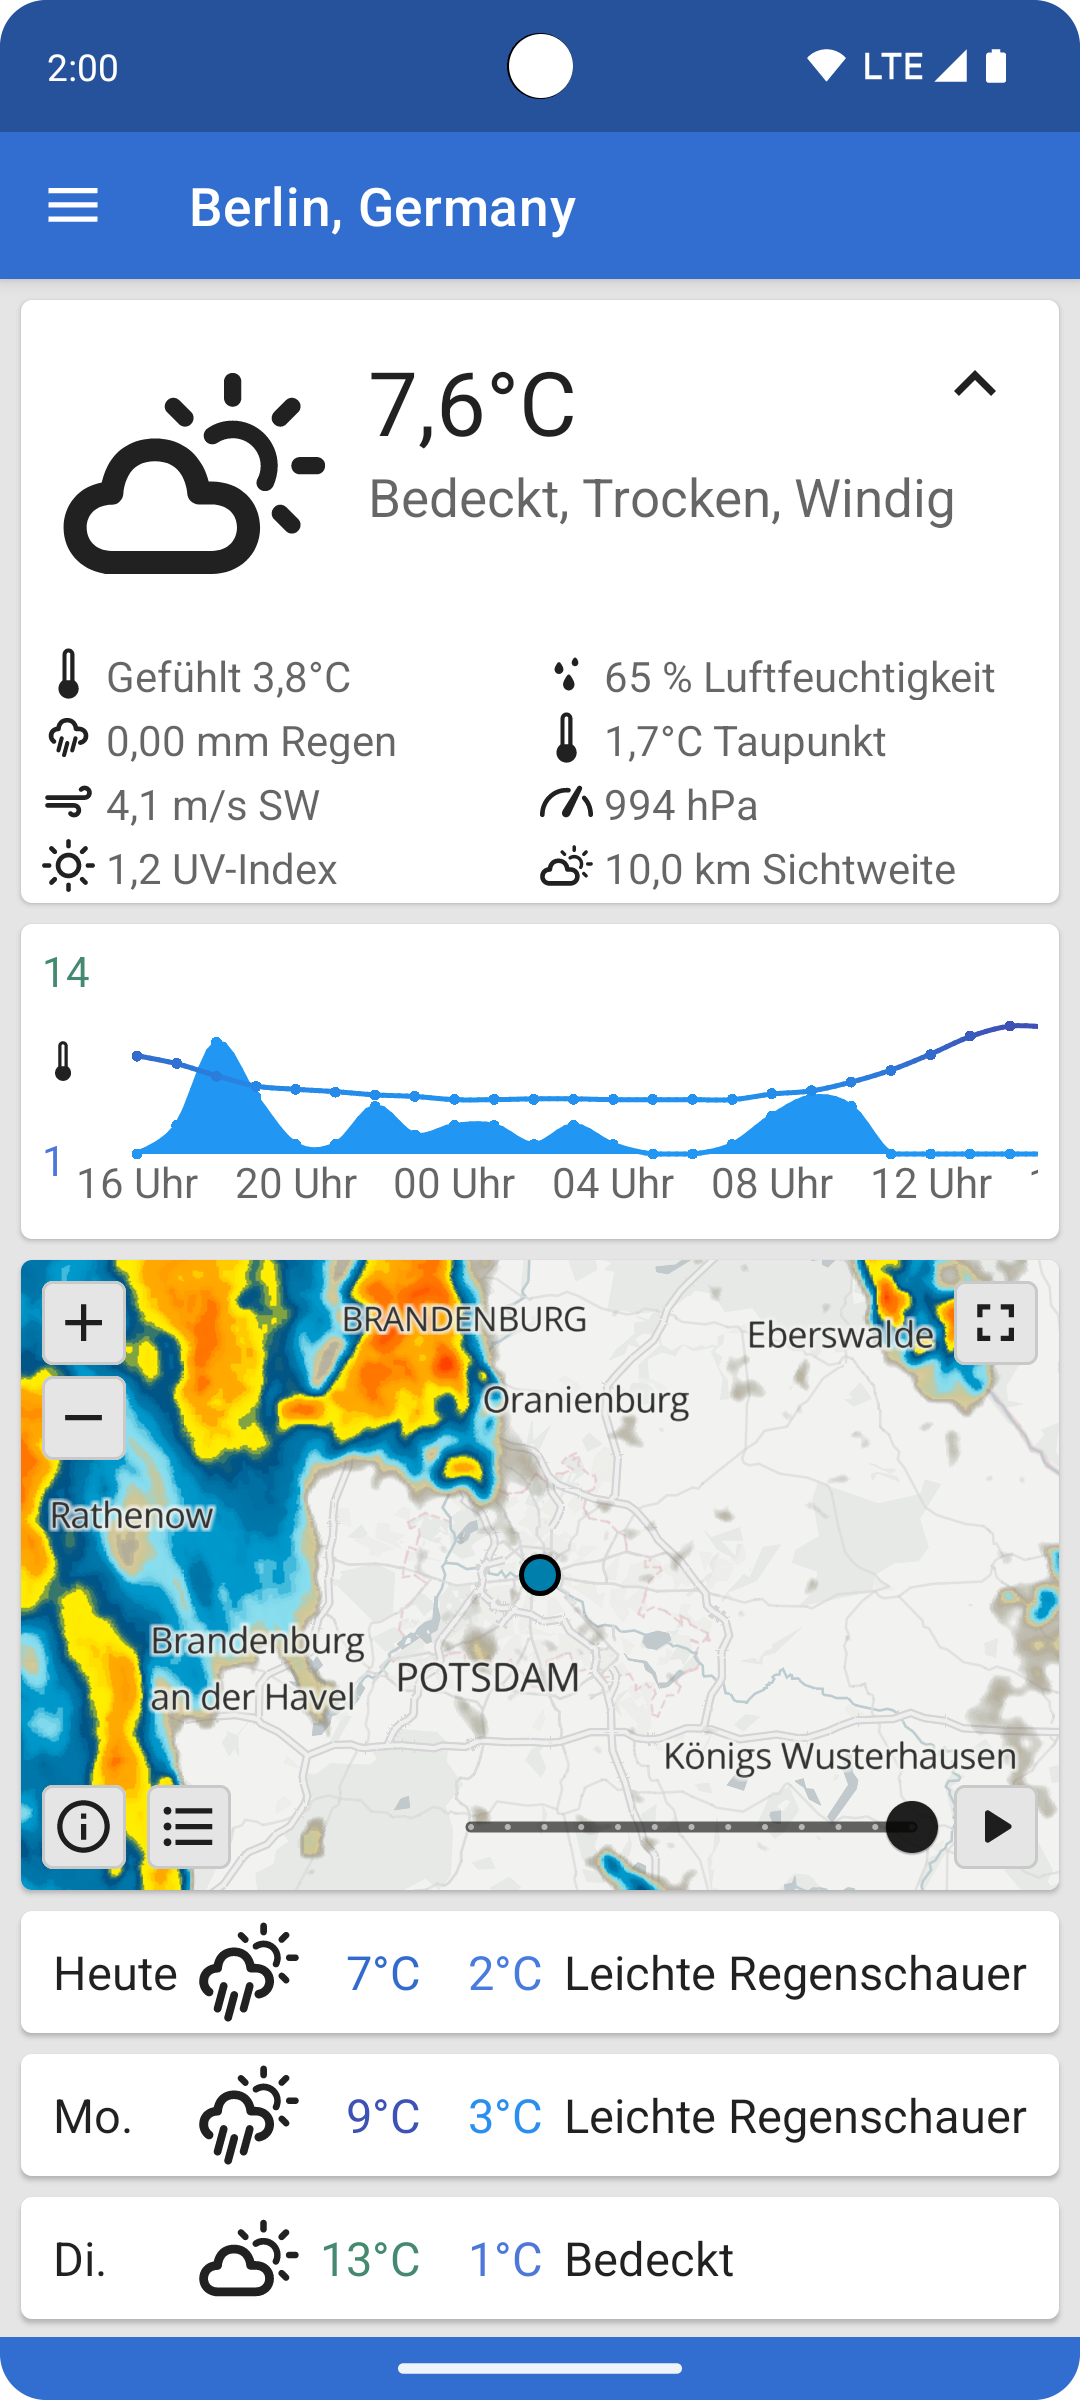 2:00
LTE
Berlin, Germany
7,6°C
Bedeckt, Trocken, Windig
Gefühlt 3,8°C
65 % Luftfeuchtigkeit
0,00 mm Regen
1,7°C Taupunkt
4,1 m/s SW
994 hPa
1,2 UV-Index
10,0 km Sichtweite
14
1
16 Uhr 20 Uhr 00 Uhr 04 Uhr 08 Uhr 12 Uhr
BRANDENBURG
Eberswalde
Oranienburg
Rathenow
Brandenburg
an der Havel
POTSDAM
Königs Wusterhausen
Heute 7°C 2°C Leichte Regenschauer
Mo. 9°C 3°C Leichte Regenschauer
Di. 13°C 1°C Bedeckt